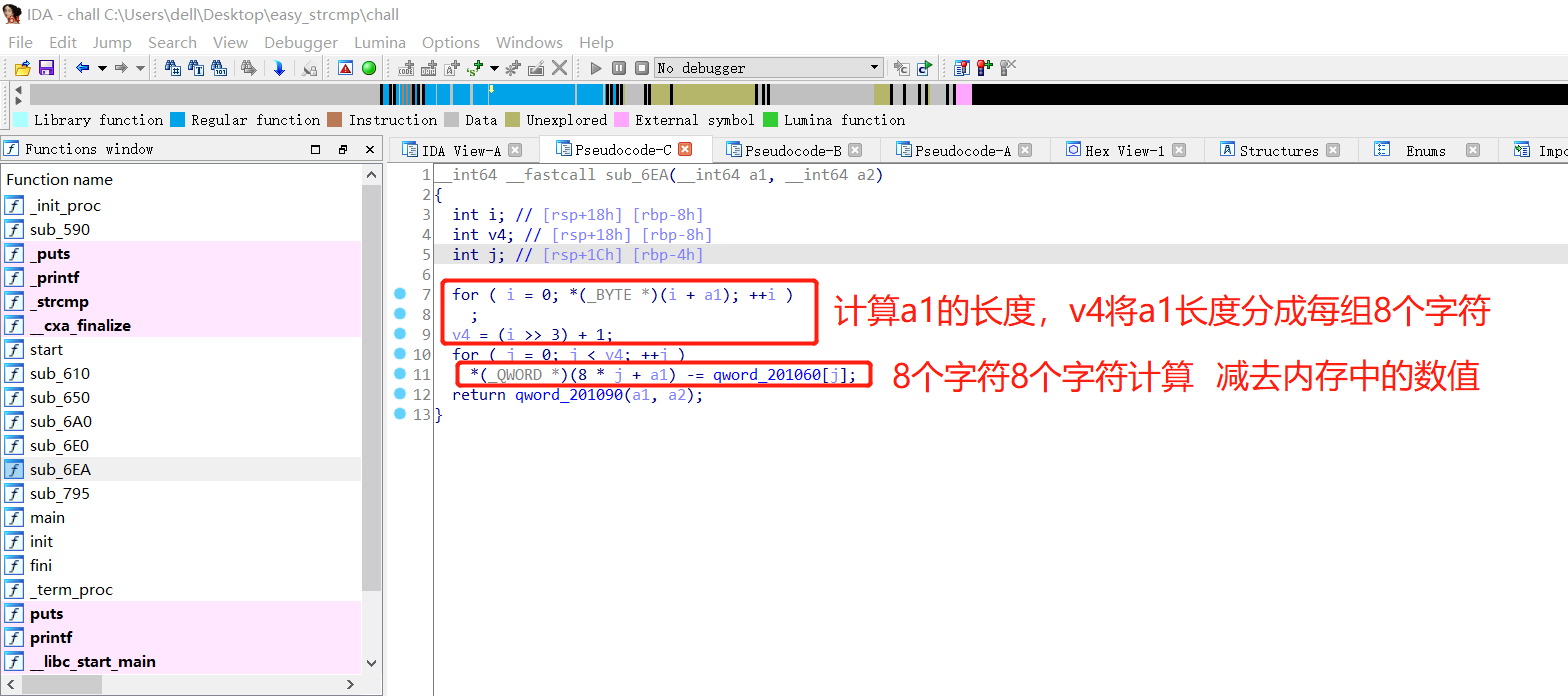 IDA - chall C:\Users\dell\Desktop\easy_strcmp\chall
File Edit Jump Search View Debugger Lumina Options Windows Help
No debugger
Library function Regular function Instruction Data Unexplored External symbol Lumina function
Functions window
IDA View-A Pseudocode-C Pseudocode-B Pseudocode-A Hex View-1 Structures Enums Impo
Function name
_init_proc
sub_590
_puts
_printf
_strcmp
__cxa_finalize
start
sub_610
sub_650
sub_6A0
sub_6E0
sub_6EA
sub_795
main
init
fini
_term_proc
puts
printf
__libc_start_main
1 __int64 __fastcall sub_6EA(__int64 a1, __int64 a2)
2 {
3 int i; // [rsp+18h] [rbp-8h]
4 int v4; // [rsp+18h] [rbp-8h]
5 int j; // [rsp+1Ch] [rbp-4h]
6
7 for ( i = 0; *(_BYTE *)(i + a1); ++i )
8 ;
9 v4 = (i >> 3) + 1;
10 for ( j = 0; j < v4; ++j )
11 *(_QWORD *)(8 * j + a1) -= qword_201060[j];
12 return qword_201090(a1, a2);
13 }
计算a1的长度，v4将a1长度分成每组8个字符
8个字符8个字符计算 减去内存中的数值